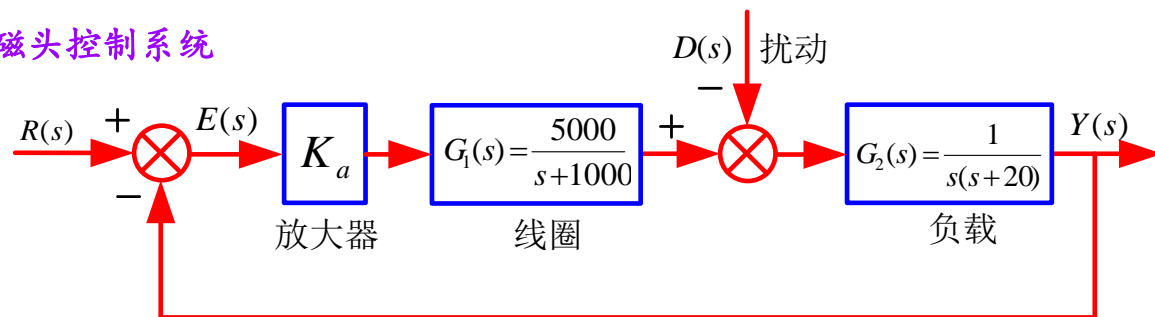 磁头控制系统
D(s) 扰动
−
R(s)
+
−
E(s)
K_a
放大器
G_1(s)=5000/(s+1000)
线圈
+
G_2(s)=1/(s(s+20))
负载
Y(s)